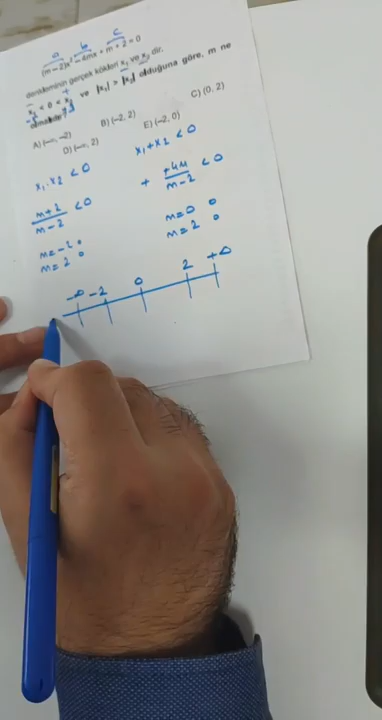 a b c
(m – 2)x² – 4mx + m + 2 = 0
denkleminin gerçek kökleri x₁ ve x₂ dir.
x₁ < 0 < x₂ ve |x₁| > |x₂| olduğuna göre, m ne
olmalıdır?
A) (–∞, –2) B) (–2, 2) C) (0, 2)
D) (–∞, 2) E) (–2, 0)
x₁ . x₂ < 0
m+2 / m-2 < 0
m = -2
m = 2
x₁ + x₂ < 0
+ +4m / m-2 < 0
m = 0
m = 2
-∞ -2 0 2 +∞